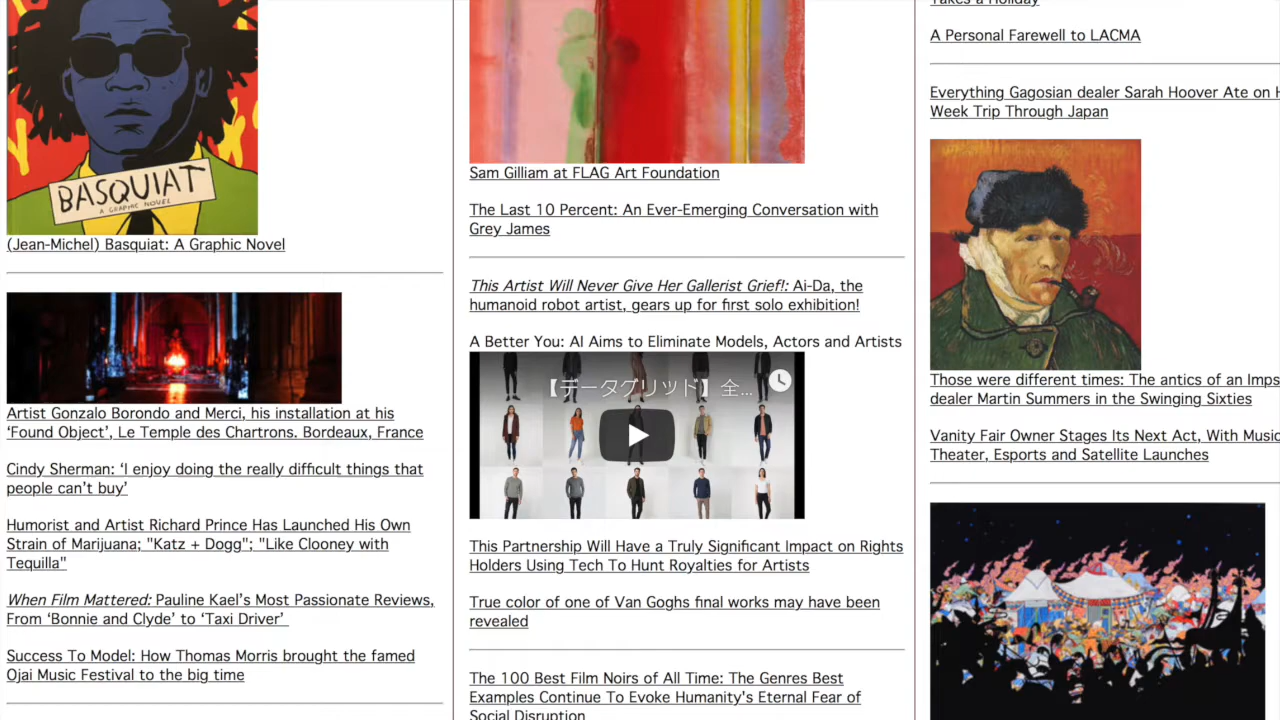 BASQUIAT
A GRAPHIC NOVEL
(Jean-Michel) Basquiat: A Graphic Novel
Artist Gonzalo Borondo and Merci, his installation at his
‘Found Object’, Le Temple des Chartrons. Bordeaux, France
Cindy Sherman: ‘I enjoy doing the really difficult things that
people can’t buy’
Humorist and Artist Richard Prince Has Launched His Own
Strain of Marijuana; "Katz + Dogg"; "Like Clooney with
Tequilla"
When Film Mattered: Pauline Kael’s Most Passionate Reviews,
From ‘Bonnie and Clyde’ to ‘Taxi Driver’
Success To Model: How Thomas Morris brought the famed
Ojai Music Festival to the big time
Sam Gilliam at FLAG Art Foundation
The Last 10 Percent: An Ever-Emerging Conversation with
Grey James
This Artist Will Never Give Her Gallerist Grief!: Ai-Da, the
humanoid robot artist, gears up for first solo exhibition!
A Better You: AI Aims to Eliminate Models, Actors and Artists
【データグリッド】全...
This Partnership Will Have a Truly Significant Impact on Rights
Holders Using Tech To Hunt Royalties for Artists
True color of one of Van Goghs final works may have been
revealed
The 100 Best Film Noirs of All Time: The Genres Best
Examples Continue To Evoke Humanity's Eternal Fear of
Social Disruption
Takes a Holiday
A Personal Farewell to LACMA
Everything Gagosian dealer Sarah Hoover Ate on H
Week Trip Through Japan
Those were different times: The antics of an Imps
dealer Martin Summers in the Swinging Sixties
Vanity Fair Owner Stages Its Next Act, With Music
Theater, Esports and Satellite Launches